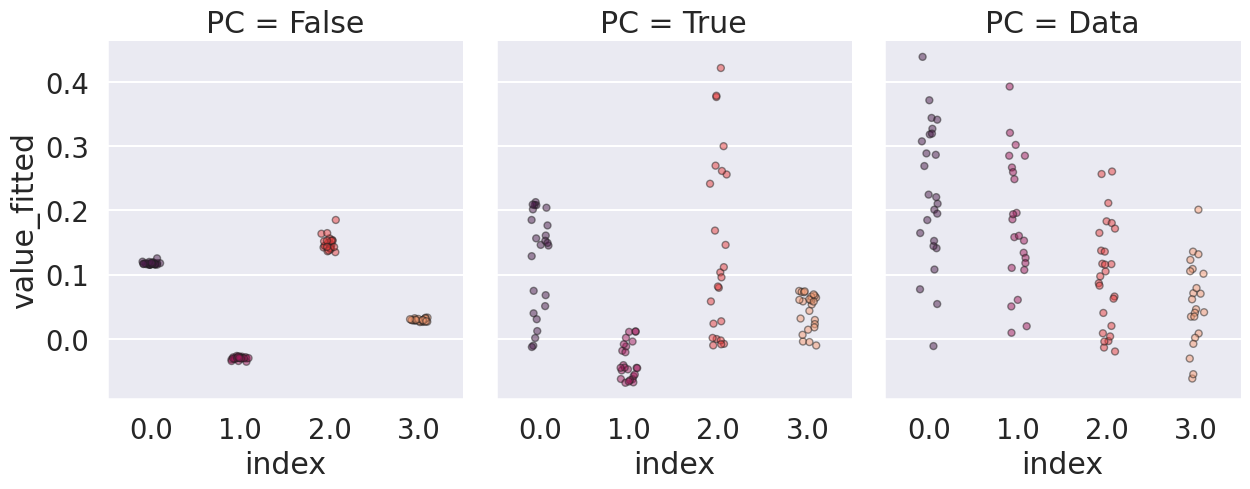 PC = False PC = True PC = Data
value_fitted
0.4
0.3
0.2
0.1
0.0
0.0 1.0 2.0 3.0 0.0 1.0 2.0 3.0 0.0 1.0 2.0 3.0
index index index